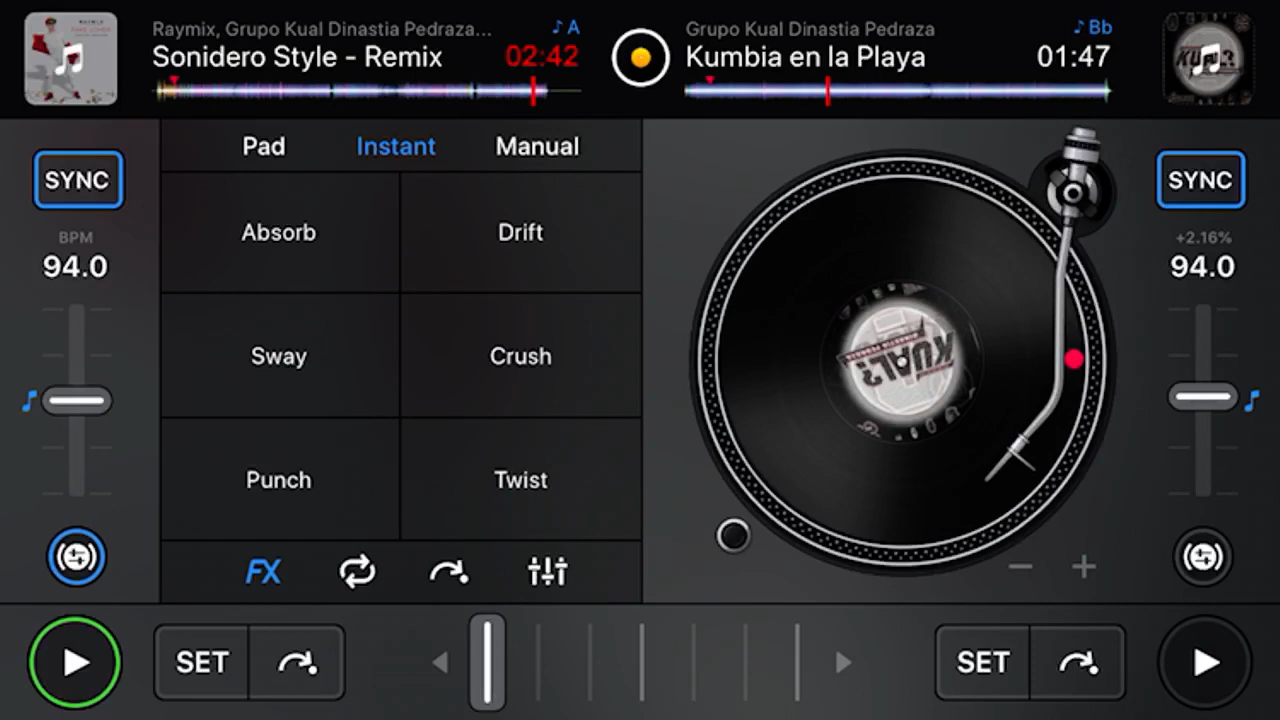 Raymix, Grupo Kual Dinastia Pedraza...
A
Sonidero Style - Remix
02:42
Grupo Kual Dinastia Pedraza
Bb
Kumbia en la Playa
01:47
SYNC
BPM
94.0
Pad
Instant
Manual
Absorb
Drift
Sway
Crush
Punch
Twist
FX
KUAL?
SYNC
+2.16%
94.0
SET
SET